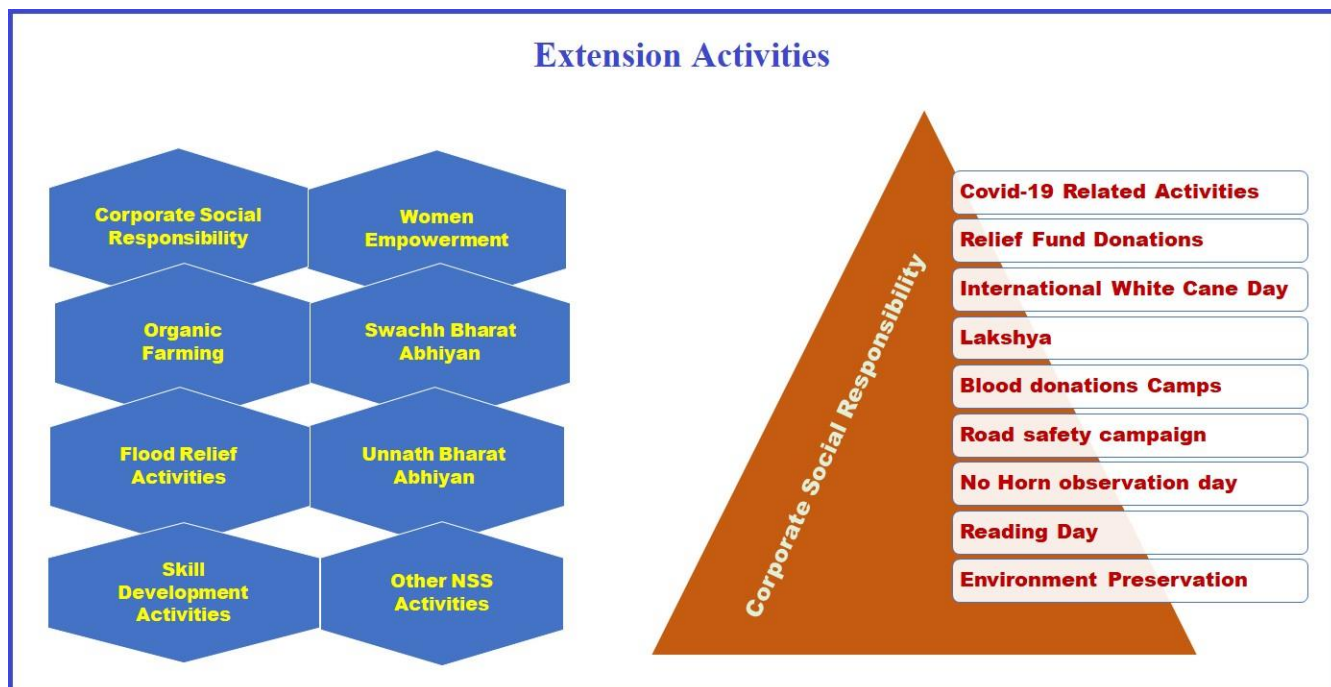 Extension Activities
Corporate Social
Responsibility
Women
Empowerment
Organic
Farming
Swachh Bharat
Abhiyan
Flood Relief
Activities
Unnath Bharat
Abhiyan
Skill
Development
Activities
Other NSS
Activities
Corporate Social Responsibility
Covid-19 Related Activities
Relief Fund Donations
International White Cane Day
Lakshya
Blood donations Camps
Road safety campaign
No Horn observation day
Reading Day
Environment Preservation